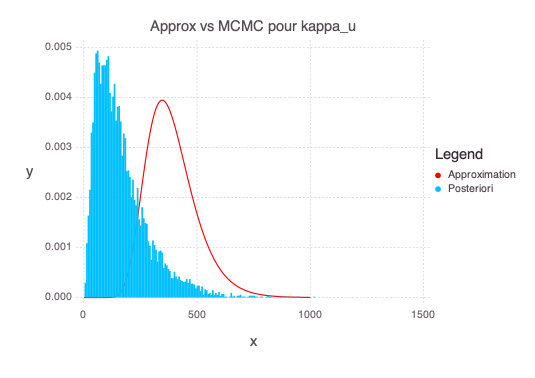 Approx vs MCMC pour kappa_u
0.005
0.004
0.003
0.002
0.001
0.000
y
0
500
1000
1500
x
Legend
Approximation
Posteriori